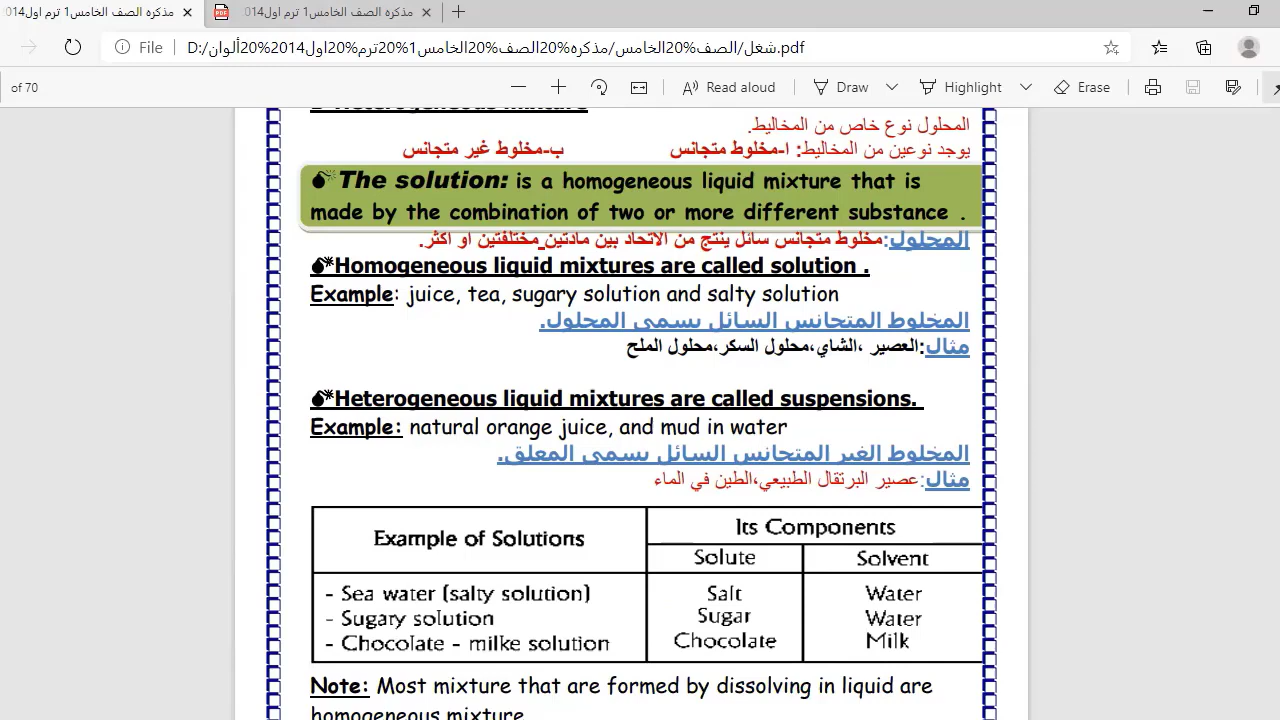 مذكره الصف الخامس1 ترم اول014
مذكره الصف الخامس1 ترم اول014
File
D:/شغل/الصف%20الخامس/مذكره%20الصف%20الخامس1%20ترم%20اول2014%20ألوان.pdf
of 70
Read aloud
Draw
Highlight
Erase
المحلول نوع خاص من المخاليط.
يوجد نوعين من المخاليط: ا-مخلوط متجانس ب-مخلوط غير متجانس
The solution: is a homogeneous liquid mixture that is
made by the combination of two or more different substance .
المحلول:مخلوط متجانس سائل ينتج من الاتحاد بين مادتين مختلفتين او اكثر.
Homogeneous liquid mixtures are called solution .
Example: juice, tea, sugary solution and salty solution
المخلوط المتجانس السائل يسمى المحلول.
مثال:العصير ،الشاي،محلول السكر،محلول الملح
Heterogeneous liquid mixtures are called suspensions.
Example: natural orange juice, and mud in water
المخلوط الغير المتجانس السائل يسمى المعلق.
مثال:عصير البرتقال الطبيعي،الطين في الماء
Example of Solutions
Its Components
Solute Solvent
- Sea water (salty solution) Salt Water
- Sugary solution Sugar Water
- Chocolate - milke solution Chocolate Milk
Note: Most mixture that are formed by dissolving in liquid are
homogeneous mixture